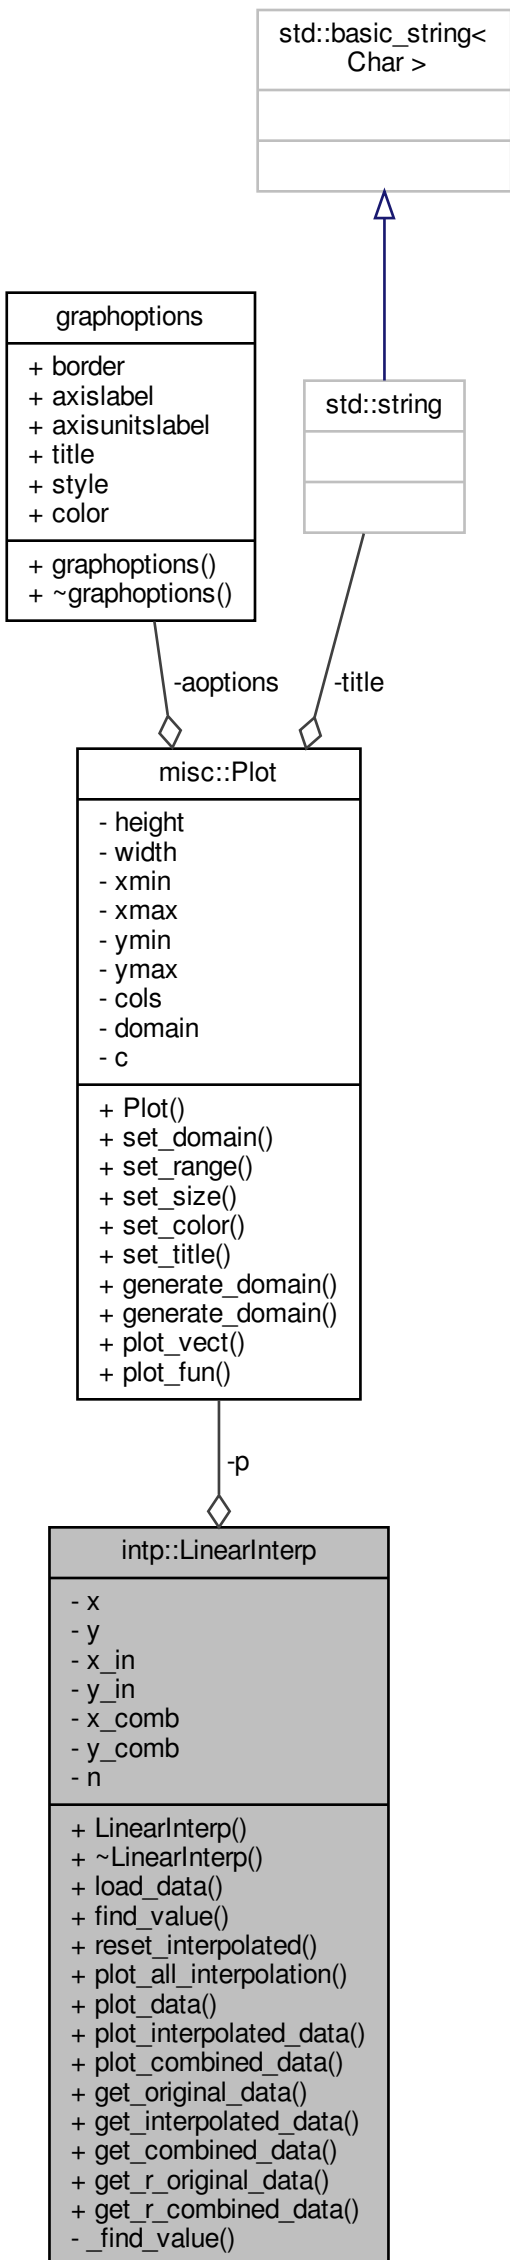 std::basic_string<
Char >
graphoptions
+ border
+ axislabel
+ axisunitslabel
+ title
+ style
+ color
+ graphoptions()
+ ~graphoptions()
std::string
-aoptions
-title
misc::Plot
- height
- width
- xmin
- xmax
- ymin
- ymax
- cols
- domain
- c
+ Plot()
+ set_domain()
+ set_range()
+ set_size()
+ set_color()
+ set_title()
+ generate_domain()
+ generate_domain()
+ plot_vect()
+ plot_fun()
-p
intp::LinearInterp
- x
- y
- x_in
- y_in
- x_comb
- y_comb
- n
+ LinearInterp()
+ ~LinearInterp()
+ load_data()
+ find_value()
+ reset_interpolated()
+ plot_all_interpolation()
+ plot_data()
+ plot_interpolated_data()
+ plot_combined_data()
+ get_original_data()
+ get_interpolated_data()
+ get_combined_data()
+ get_r_original_data()
+ get_r_combined_data()
- _find_value()